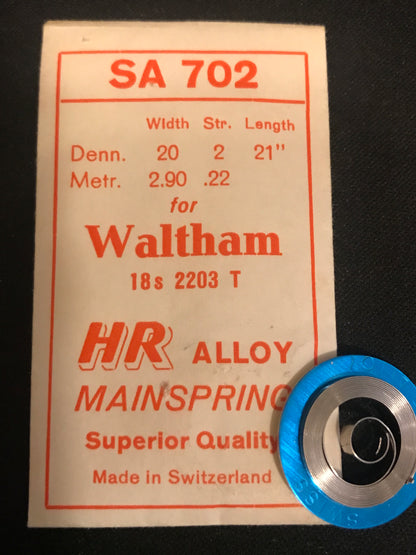 SA 702
Width Str. Length
Denn. 20 2 21"
Metr. 2.90 .22
for
Waltham
18s 2203 T
HR ALLOY
MAINSPRING
Superior Quality
Made in Switzerland